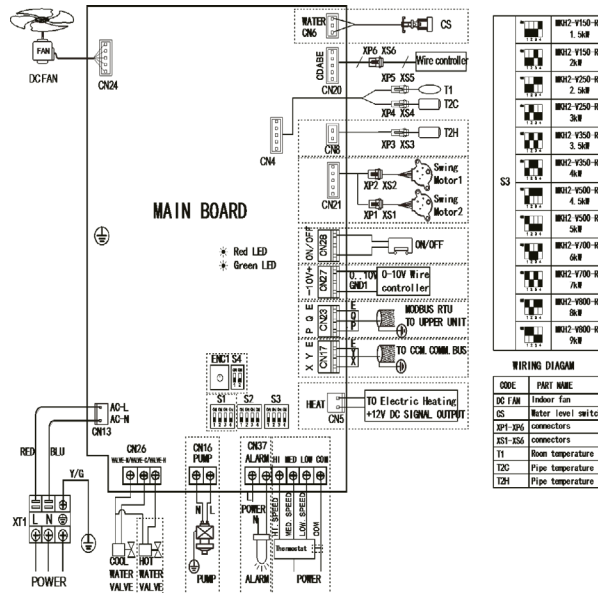 WATER
CN6
CS
XP6 XS6
Wire controller
CDABE
CN20
XP5 XS5
T1
T2C
XP4 XS4
T2H
CN8
XP3 XS3
CN4
FAN
DC FAN
CN24
Swing
Motor1
XP2 XS2
CN21
Swing
Motor2
XP1 XS1
MAIN BOARD
Red LED
Green LED
ON/OFF
CN28
ON/OFF
-10V+
CN27
0..10V
GND1
0-10V Wire
controller
P Q E
CN23
E
Q
P
MODBUS RTU
TO UPPER UNIT
X Y E
CN17
E
Y
X
TO CCM.COMM.BUS
ENC1 S4
S1 S2 S3
HEAT
CN5
TO Electric Heating
+12V DC SIGNAL OUTPUT
AC-L
AC-N
CN13
RED
BLU
Y/G
CN26
CN16
PUMP
CN37
ALARM
HI MED LOW COM
XT1
L N
POWER
COOL
WATER
VALVE
HOT
WATER
VALVE
N L
PUMP
L
POWER
N
ALARM
HI.SPEED
MED.SPEED
LOW.SPEED
COM
Thermostat
POWER
S3
MKH2-V150-R
1.5kW
MKH2-V150-R
2kW
MKH2-V250-R
2.5kW
MKH2-V250-R
3kW
MKH2-V350-R
3.5kW
MKH2-V350-R
4kW
MKH2-V500-R
4.5kW
MKH2-V500-R
5kW
MKH2-V700-R
6kW
MKH2-V700-R
7kW
MKH2-V800-R
8kW
MKH2-V800-R
9kW
WIRING DIAGAM
CODE PART NAME
DC FAN Indoor fan
CS Water level switc
XP1-XP6 connectors
XS1-XS6 connectors
T1 Room temperature
T2C Pipe temperature
T2H Pipe temperature